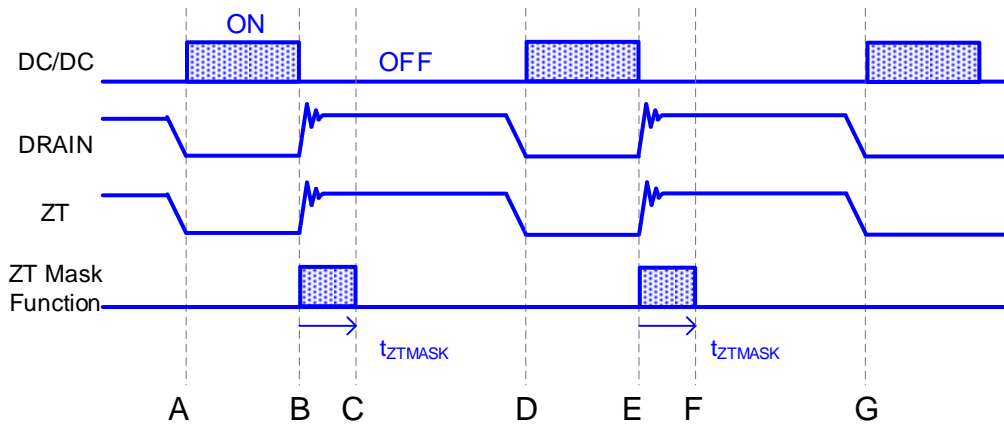 ON
DC/DC
OFF
DRAIN
ZT
ZT Mask
Function
tZTMASK
tZTMASK
A
B
C
D
E
F
G